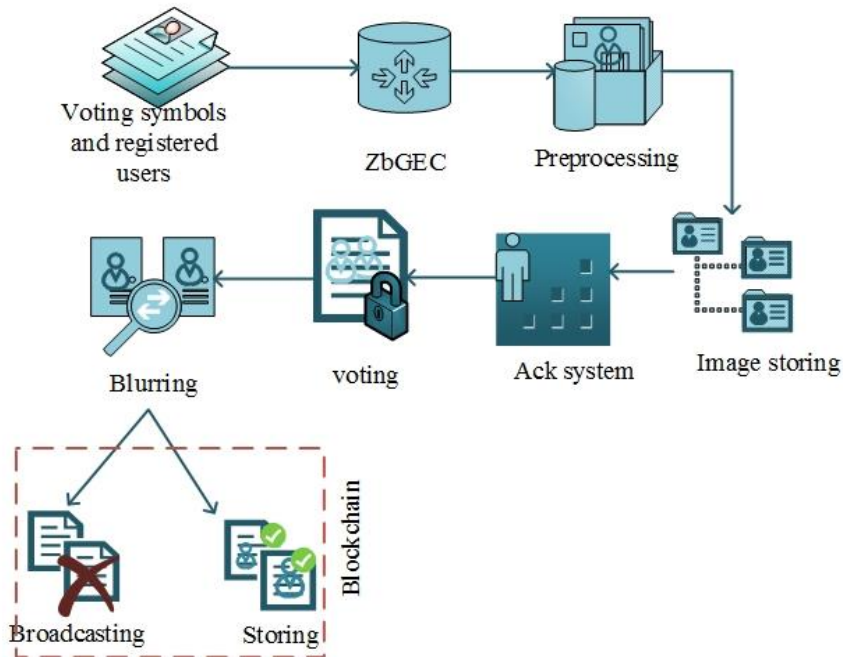 Voting symbols
and registered
users
ZbGEC
Preprocessing
Image storing
Ack system
voting
Blurring
Blockchain
Broadcasting
Storing